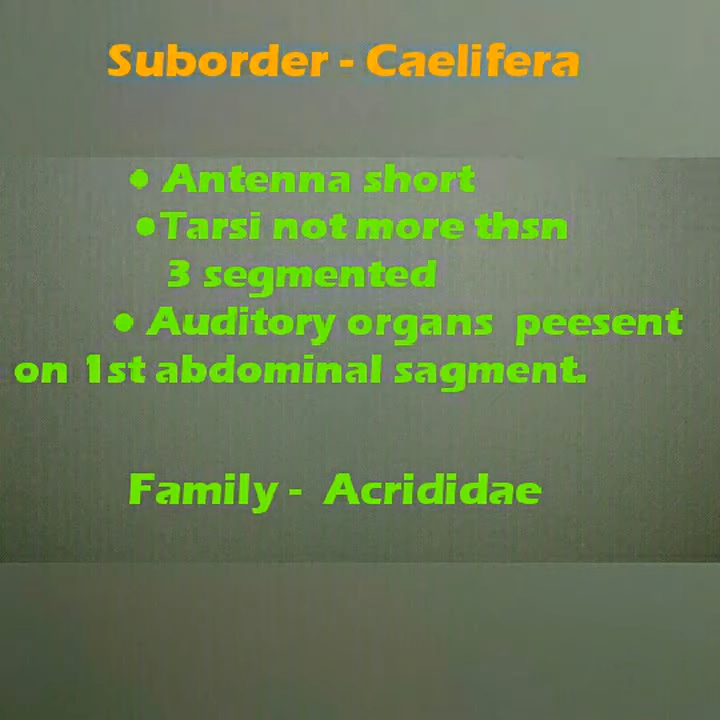 Suborder - Caelifera
• Antenna short
•Tarsi not more thsn
3 segmented
• Auditory organs peesent
on 1st abdominal sagment.
Family - Acrididae